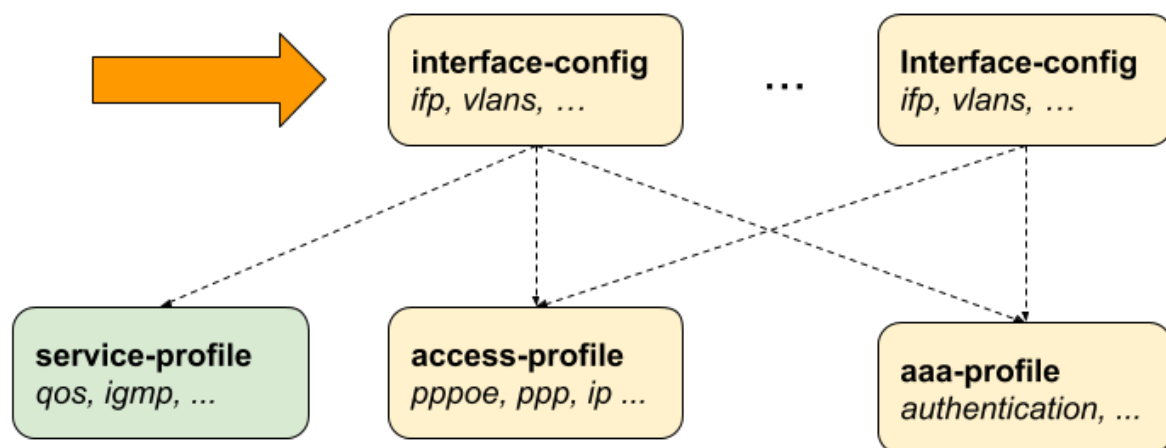 interface-config
ifp, vlans, …
...
Interface-config
ifp, vlans, …
service-profile
qos, igmp, ...
access-profile
pppoe, ppp, ip ...
aaa-profile
authentication, ...